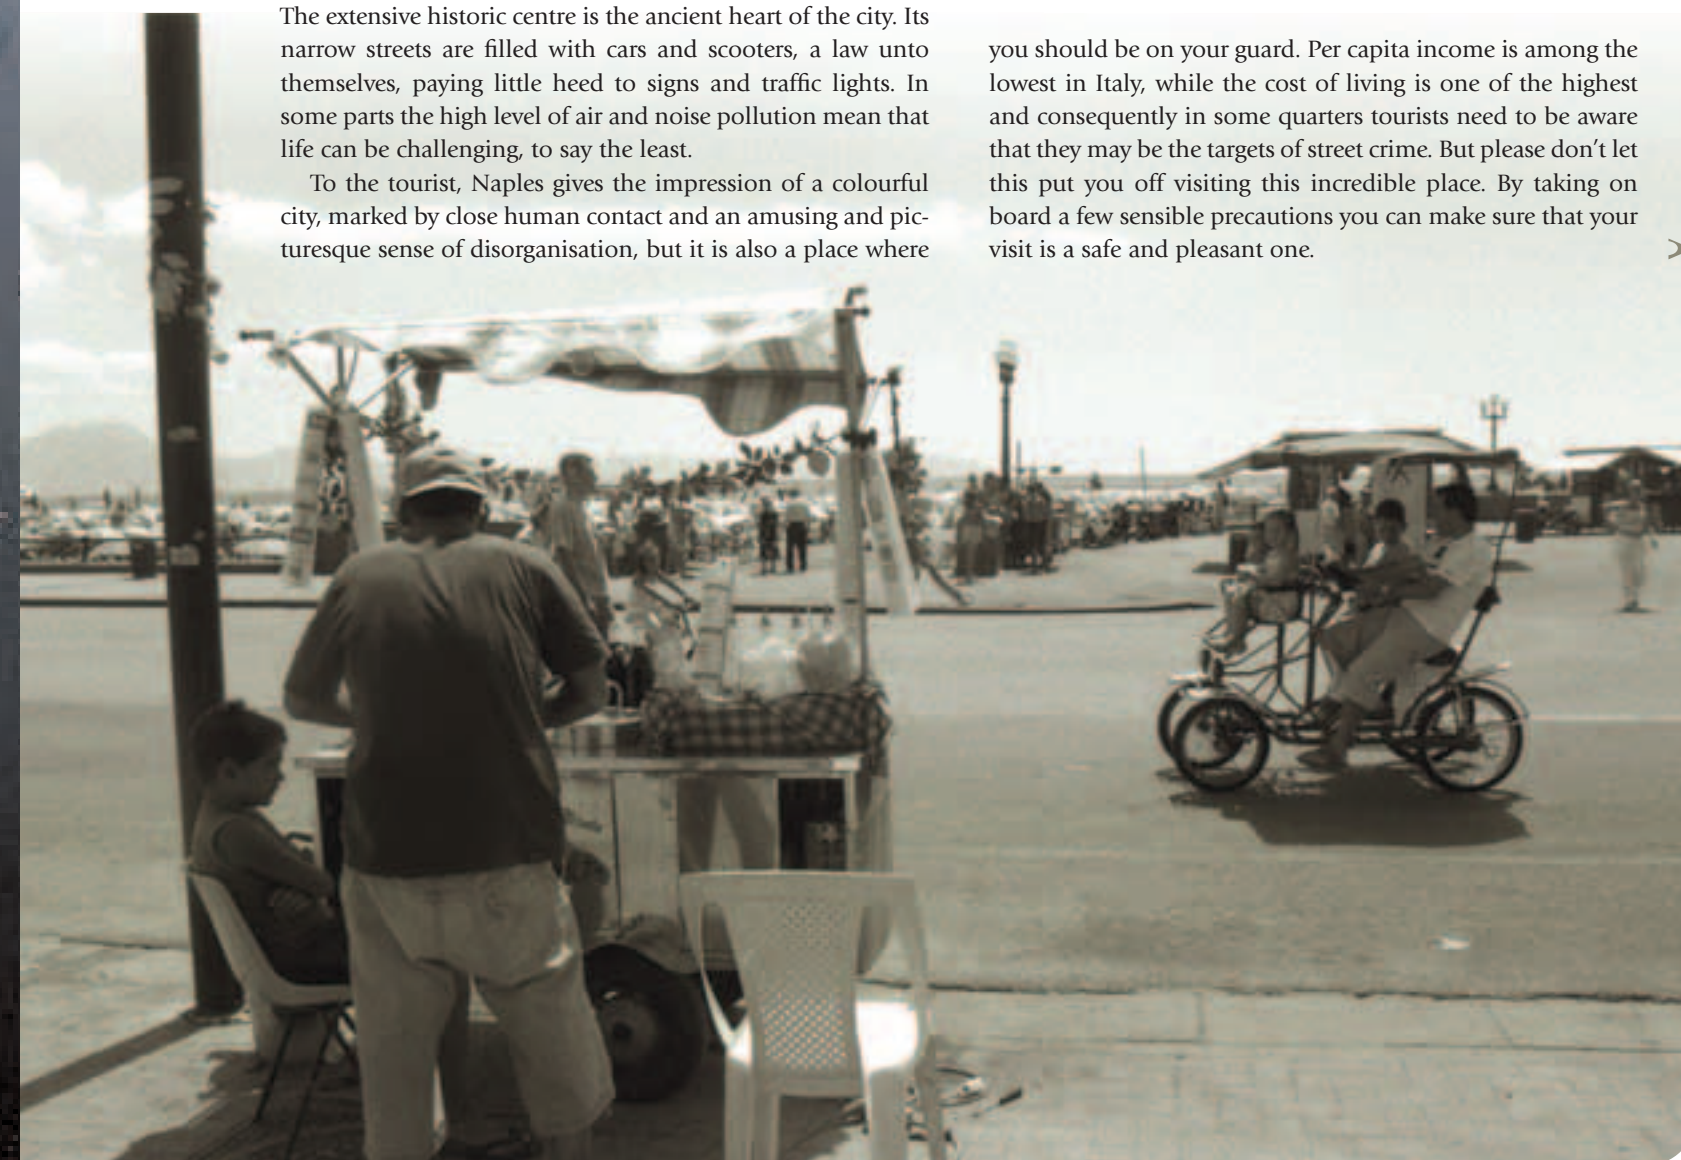 The extensive historic centre is the ancient heart of the city. Its
narrow streets are filled with cars and scooters, a law unto
themselves, paying little heed to signs and traffic lights. In
some parts the high level of air and noise pollution mean that
life can be challenging, to say the least.
To the tourist, Naples gives the impression of a colourful
city, marked by close human contact and an amusing and pic-
turesque sense of disorganisation, but it is also a place where
you should be on your guard. Per capita income is among the
lowest in Italy, while the cost of living is one of the highest
and consequently in some quarters tourists need to be aware
that they may be the targets of street crime. But please don’t let
this put you off visiting this incredible place. By taking on
board a few sensible precautions you can make sure that your
visit is a safe and pleasant one.